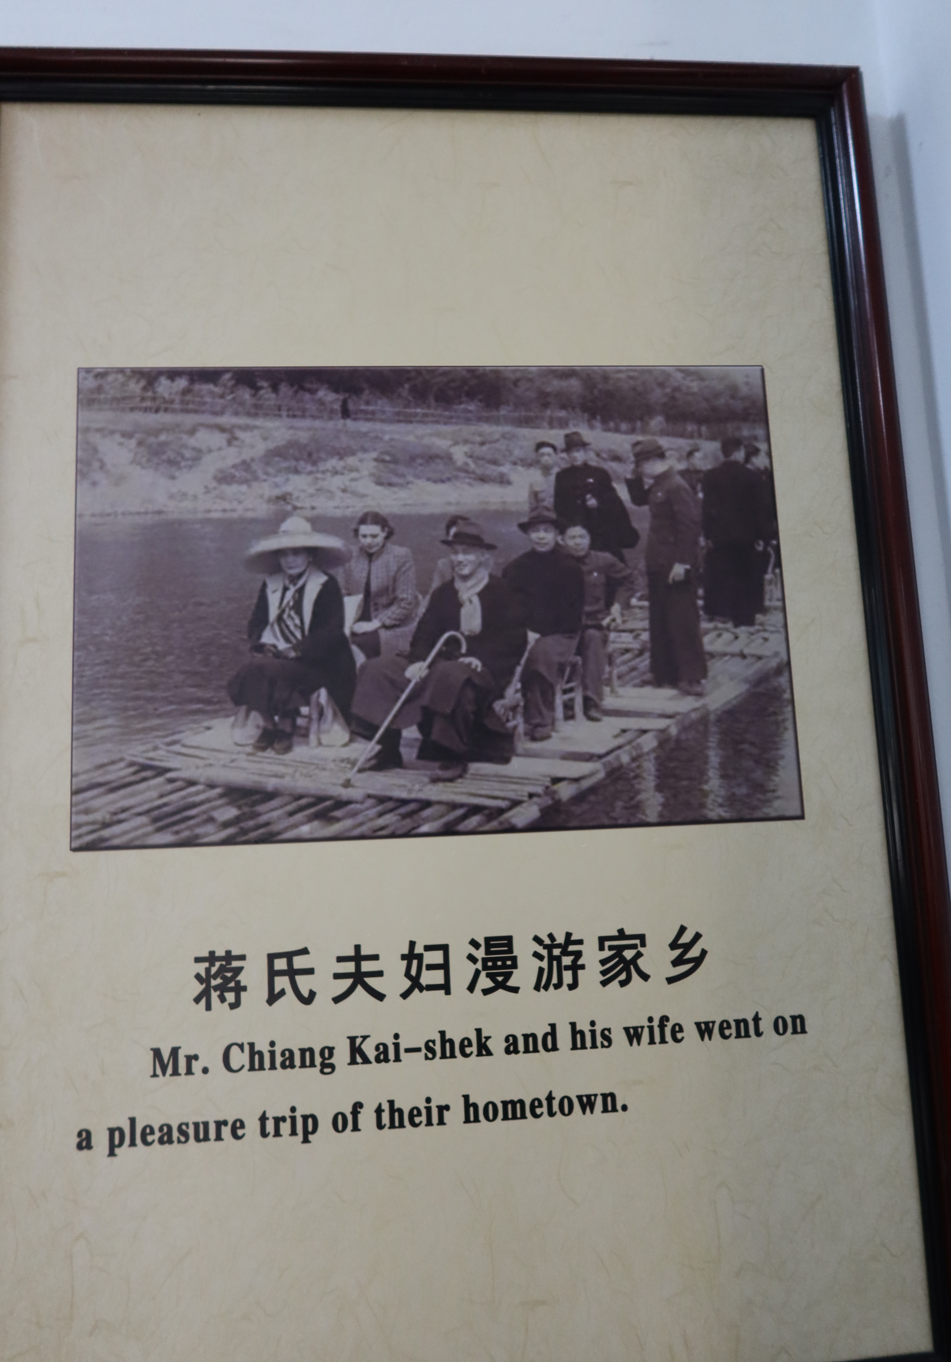 蒋氏夫妇漫游家乡
Mr. Chiang Kai-shek and his wife went on
a pleasure trip of their hometown.